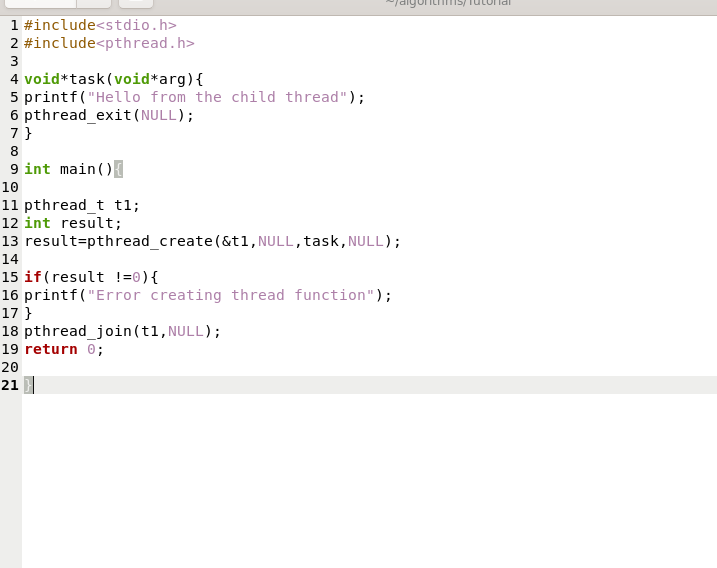 ~/algorithms/Tutorial
1 #include<stdio.h>
2 #include<pthread.h>
3
4 void*task(void*arg){
5 printf("Hello from the child thread");
6 pthread_exit(NULL);
7 }
8
9 int main(){
10
11 pthread_t t1;
12 int result;
13 result=pthread_create(&t1,NULL,task,NULL);
14
15 if(result !=0){
16 printf("Error creating thread function");
17 }
18 pthread_join(t1,NULL);
19 return 0;
20
21 }